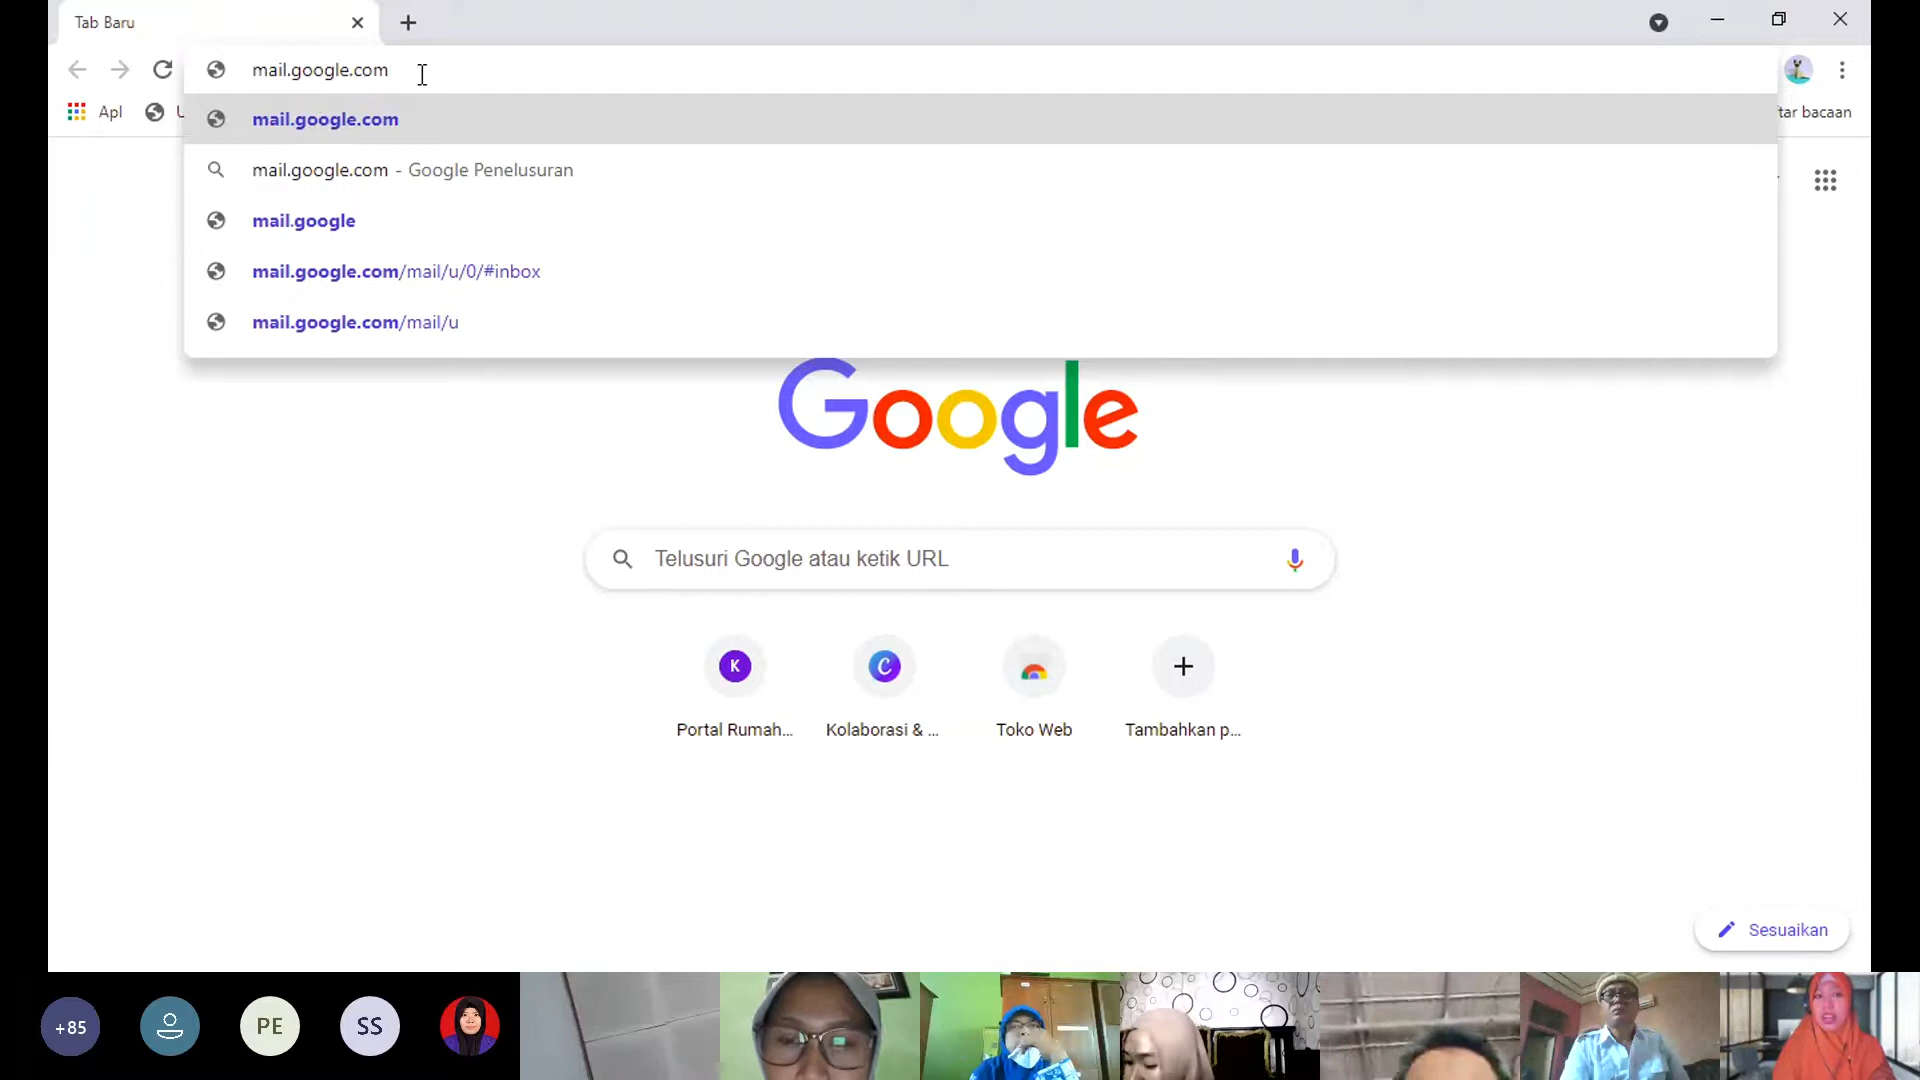 Tab Baru
mail.google.com
Apl
tar bacaan
mail.google.com
mail.google.com - Google Penelusuran
mail.google
mail.google.com/mail/u/0/#inbox
mail.google.com/mail/u
Google
Telusuri Google atau ketik URL
K
C
Portal Rumah...
Kolaborasi & ...
Toko Web
Tambahkan p...
Sesuaikan
+85
PE
SS